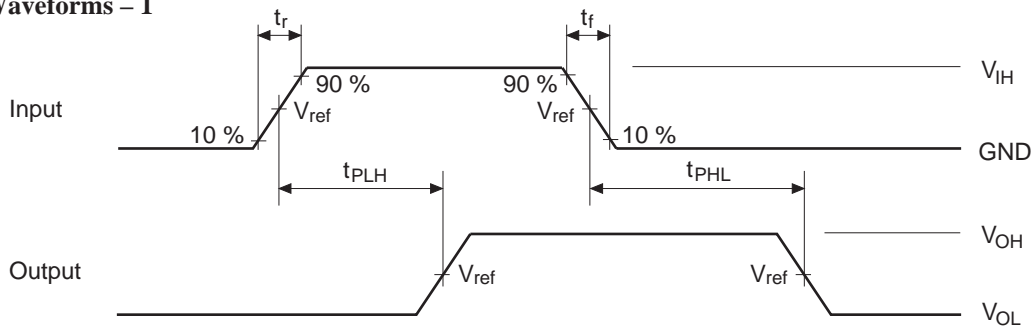 Waveforms – 1
tr
tf
90 %
90 %
VIH
Input
Vref
Vref
10 %
10 %
GND
tPLH
tPHL
VOH
Output
Vref
Vref
VOL